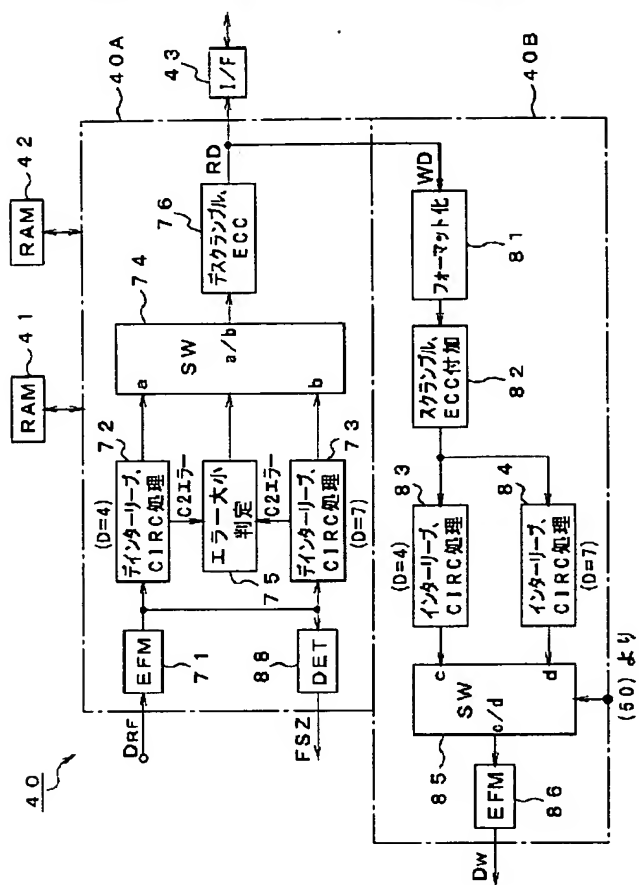 40
RAM
41
RAM
42
40A
DRF
EFM
71
(D=4)
デインターリーブ、
CIRC処理
72
C2エラー
エラー大小
判定
75
C2エラー
デインターリーブ、
CIRC処理
(D=7)
73
DET
88
FSZ
a
SW
a/b
b
74
デスクランブル、
ECC
76
RD
I/F
43
40B
WD
フォーマット化
81
スクランブル、
ECC付加
82
(D=4)
インターリーブ、
CIRC処理
83
インターリーブ、
CIRC処理
84
(D=7)
c
SW
c/d
d
85
EFM
86
DW
(50)より